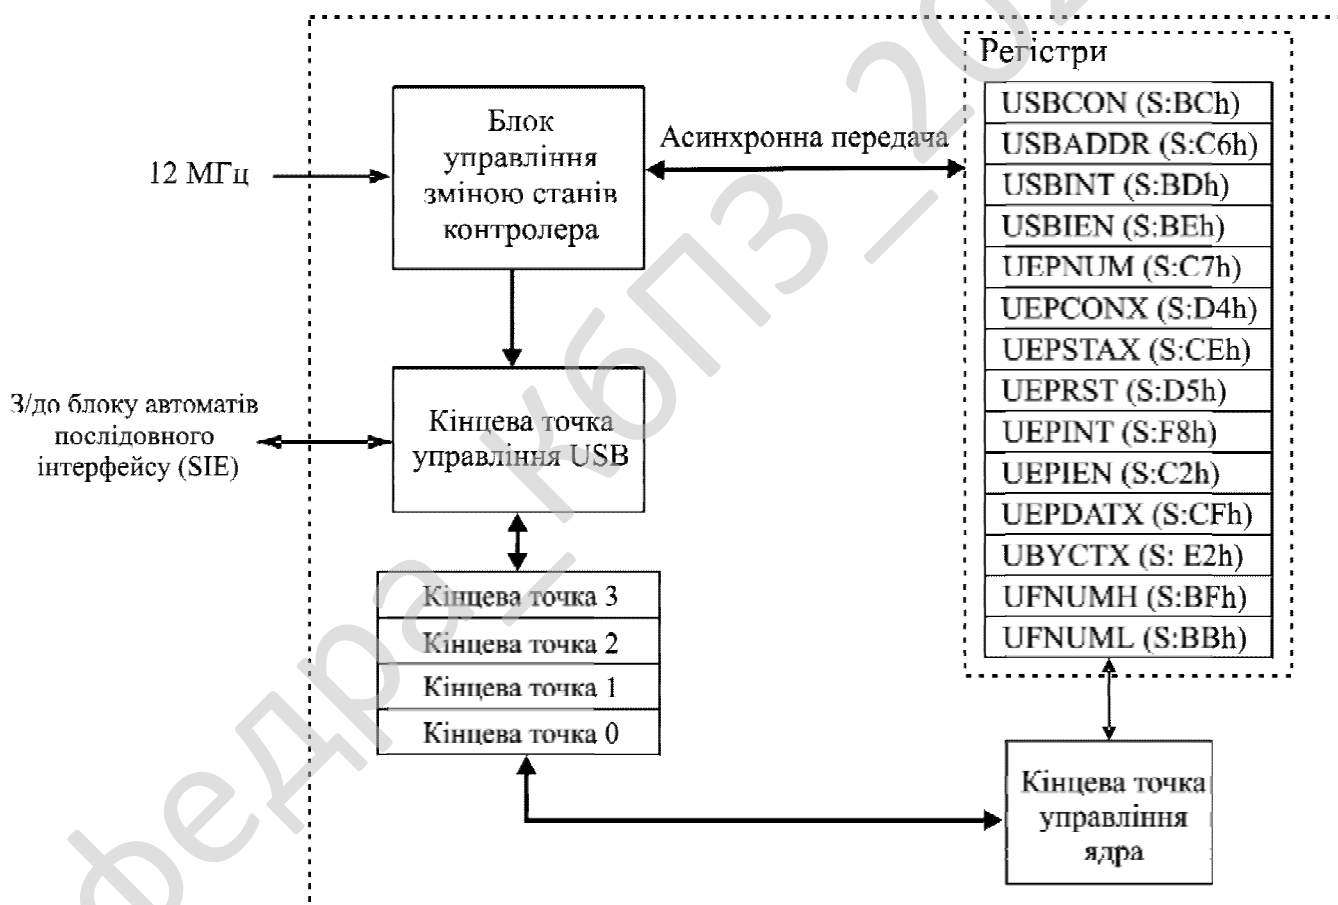 Регістри
USBCON (S:BCh)
USBADDR (S:C6h)
USBINT (S:BDh)
USBIEN (S:BEh)
UEPNUM (S:C7h)
UEPCONX (S:D4h)
UEPSTAX (S:CEh)
UEPRST (S:D5h)
UEPINT (S:F8h)
UEPIEN (S:C2h)
UEPDATX (S:CFh)
UBYCTX (S: E2h)
UFNUMH (S:BFh)
UFNUML (S:BBh)
Блок
управління
зміною станів
контролера
Асинхронна передача
12 МГц
З/до блоку автоматів
послідовного
інтерфейсу (SIE)
Кінцева точка
управління USB
Кінцева точка 3
Кінцева точка 2
Кінцева точка 1
Кінцева точка 0
Кінцева точка
управління
ядра
федра_КбПЗ_202